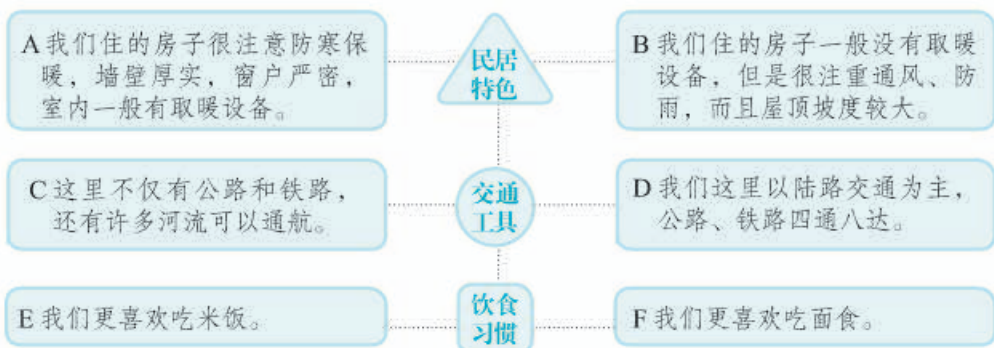 A 我们住的房子很注意防寒保
暖，墙壁厚实，窗户严密，
室内一般有取暖设备。
民居
特色
B 我们住的房子一般没有取暖
设备，但是很注重通风、防
雨，而且屋顶坡度较大。
C 这里不仅有公路和铁路，
还有许多河流可以通航。
交通
工具
D 我们这里以陆路交通为主，
公路、铁路四通八达。
E 我们更喜欢吃米饭。
饮食
习惯
F 我们更喜欢吃面食。